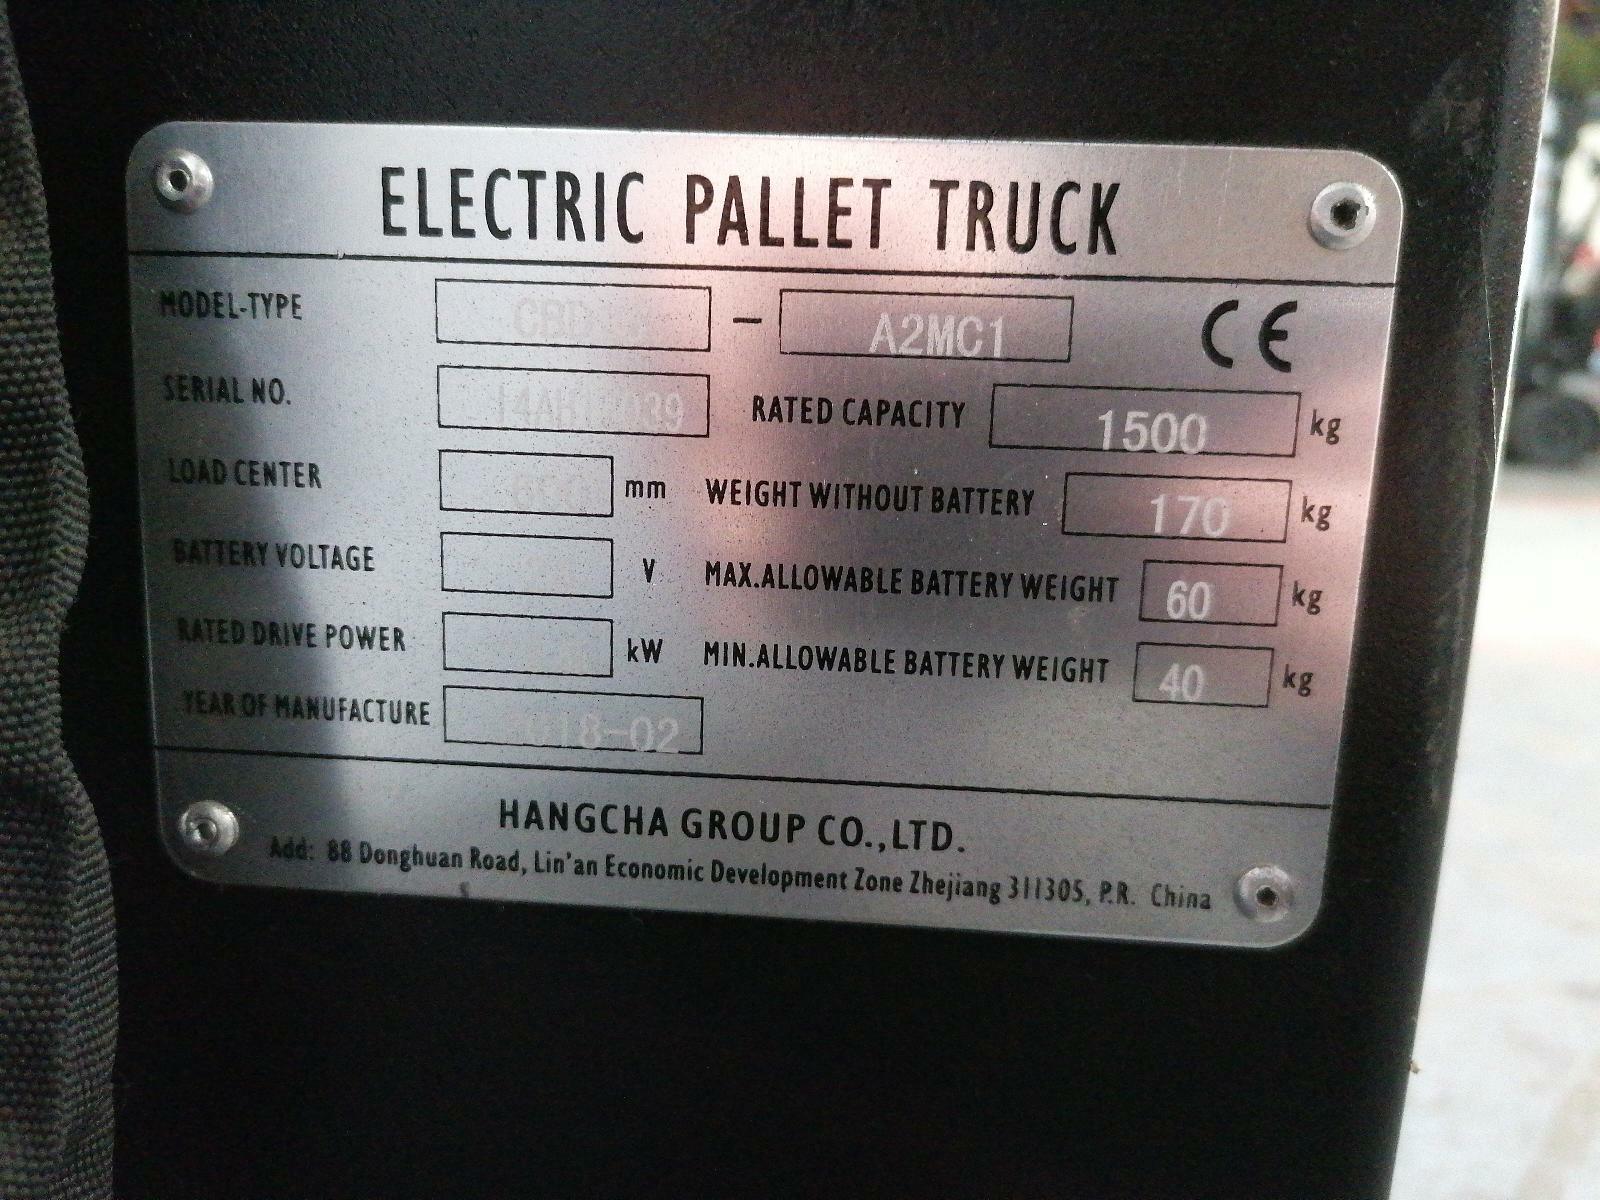 ELECTRIC PALLET TRUCK
MODEL-TYPE - A2MC1 CE
SERIAL NO. RATED CAPACITY 1500 kg
LOAD CENTER mm WEIGHT WITHOUT BATTERY 170 kg
BATTERY VOLTAGE V MAX.ALLOWABLE BATTERY WEIGHT 60 kg
RATED DRIVE POWER kW MIN.ALLOWABLE BATTERY WEIGHT 40 kg
YEAR OF MANUFACTURE
HANGCHA GROUP CO.,LTD.
Add: 88 Donghuan Road, Lin'an Economic Development Zone Zhejiang 311305, P.R. China